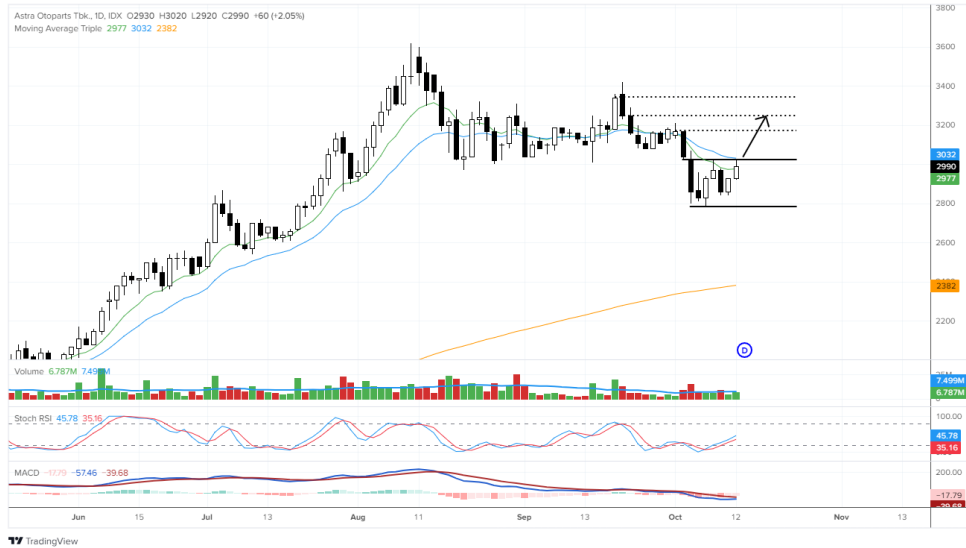 Astra Otoparts Tbk., 1D, IDX O2930 H3020 L2920 C2990 +60 (+2.05%)
Moving Average Triple 2977 3032 2382
3800
3600
3400
3200
3032
2990
2977
2800
2600
2382
2200
D
Volume 6.787M
7.499M
6.787M
Stoch RSI 45.78 35.16
100.00
45.78
35.16
MACD −17.79 −57.46 −39.68
200.00
−17.79
−39.68
Jun 15 Jul 13 Aug 11 Sep 13 Oct 12 Nov 13
TradingView